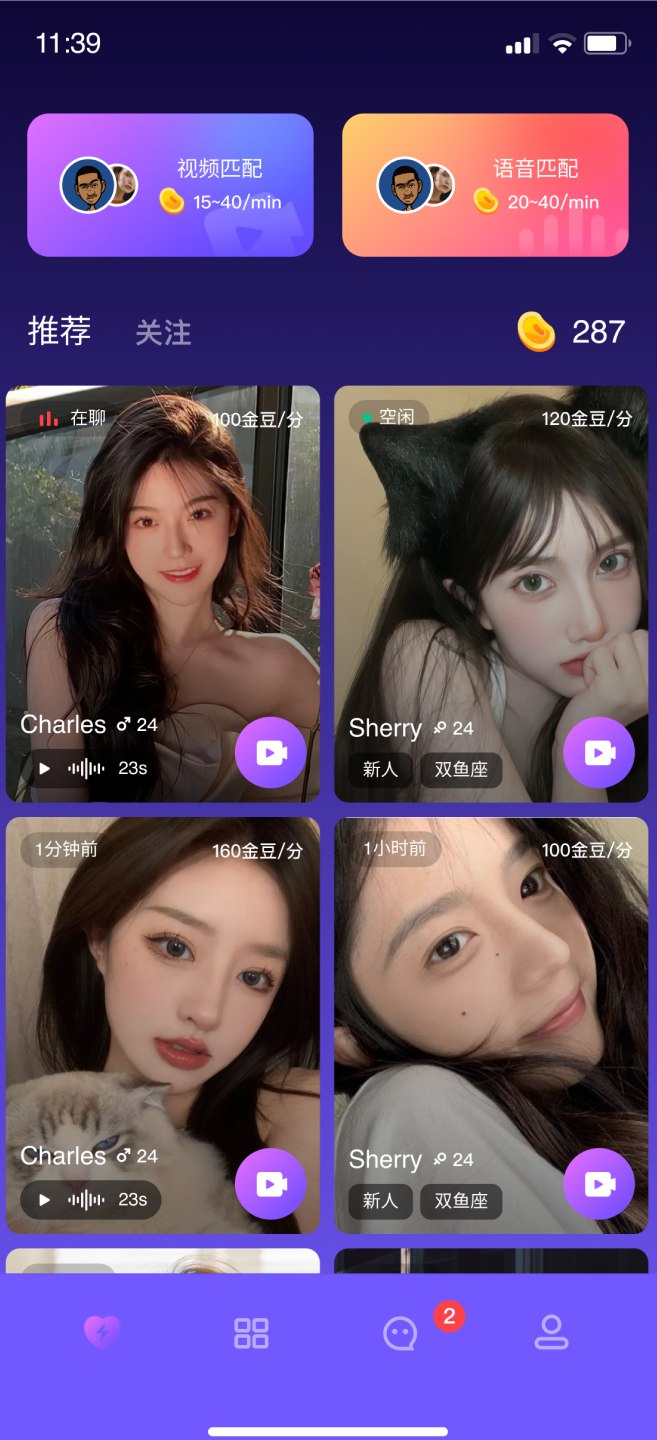 11:39
视频匹配
15~40/min
语音匹配
20~40/min
推荐
关注
287
在聊
100金豆/分
Charles
24
23s
空闲
120金豆/分
Sherry
24
新人
双鱼座
1分钟前
160金豆/分
Charles
24
23s
1小时前
100金豆/分
Sherry
24
新人
双鱼座
2